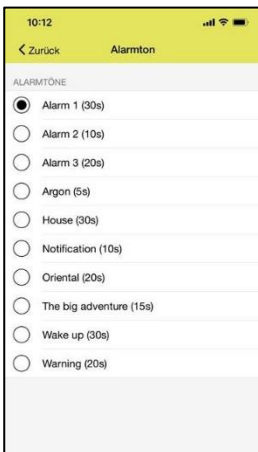 10:12
Zurück Alarmton
ALARMTÖNE
Alarm 1 (30s)
Alarm 2 (10s)
Alarm 3 (20s)
Argon (5s)
House (30s)
Notification (10s)
Oriental (20s)
The big adventure (15s)
Wake up (30s)
Warning (20s)